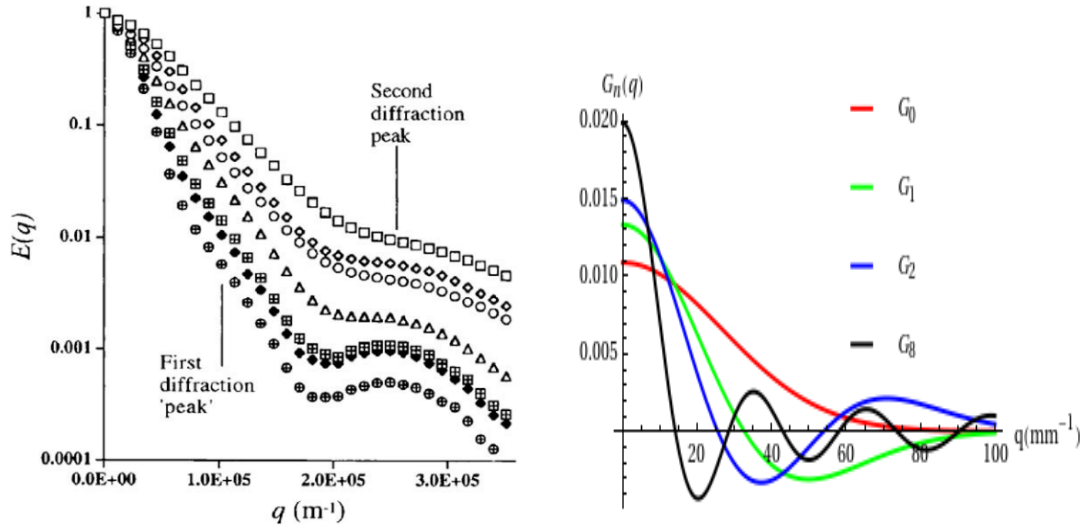 1
0.1
0.01
0.001
0.0001
E(q)
Second
diffraction
peak
First
diffraction
'peak'
0.0E+00
1.0E+05
2.0E+05
3.0E+05
q (m⁻¹)
Gₙ(q)
0.020
0.015
0.010
0.005
20
40
60
80
100
q(mm⁻¹)
G₀
G₁
G₂
G₈